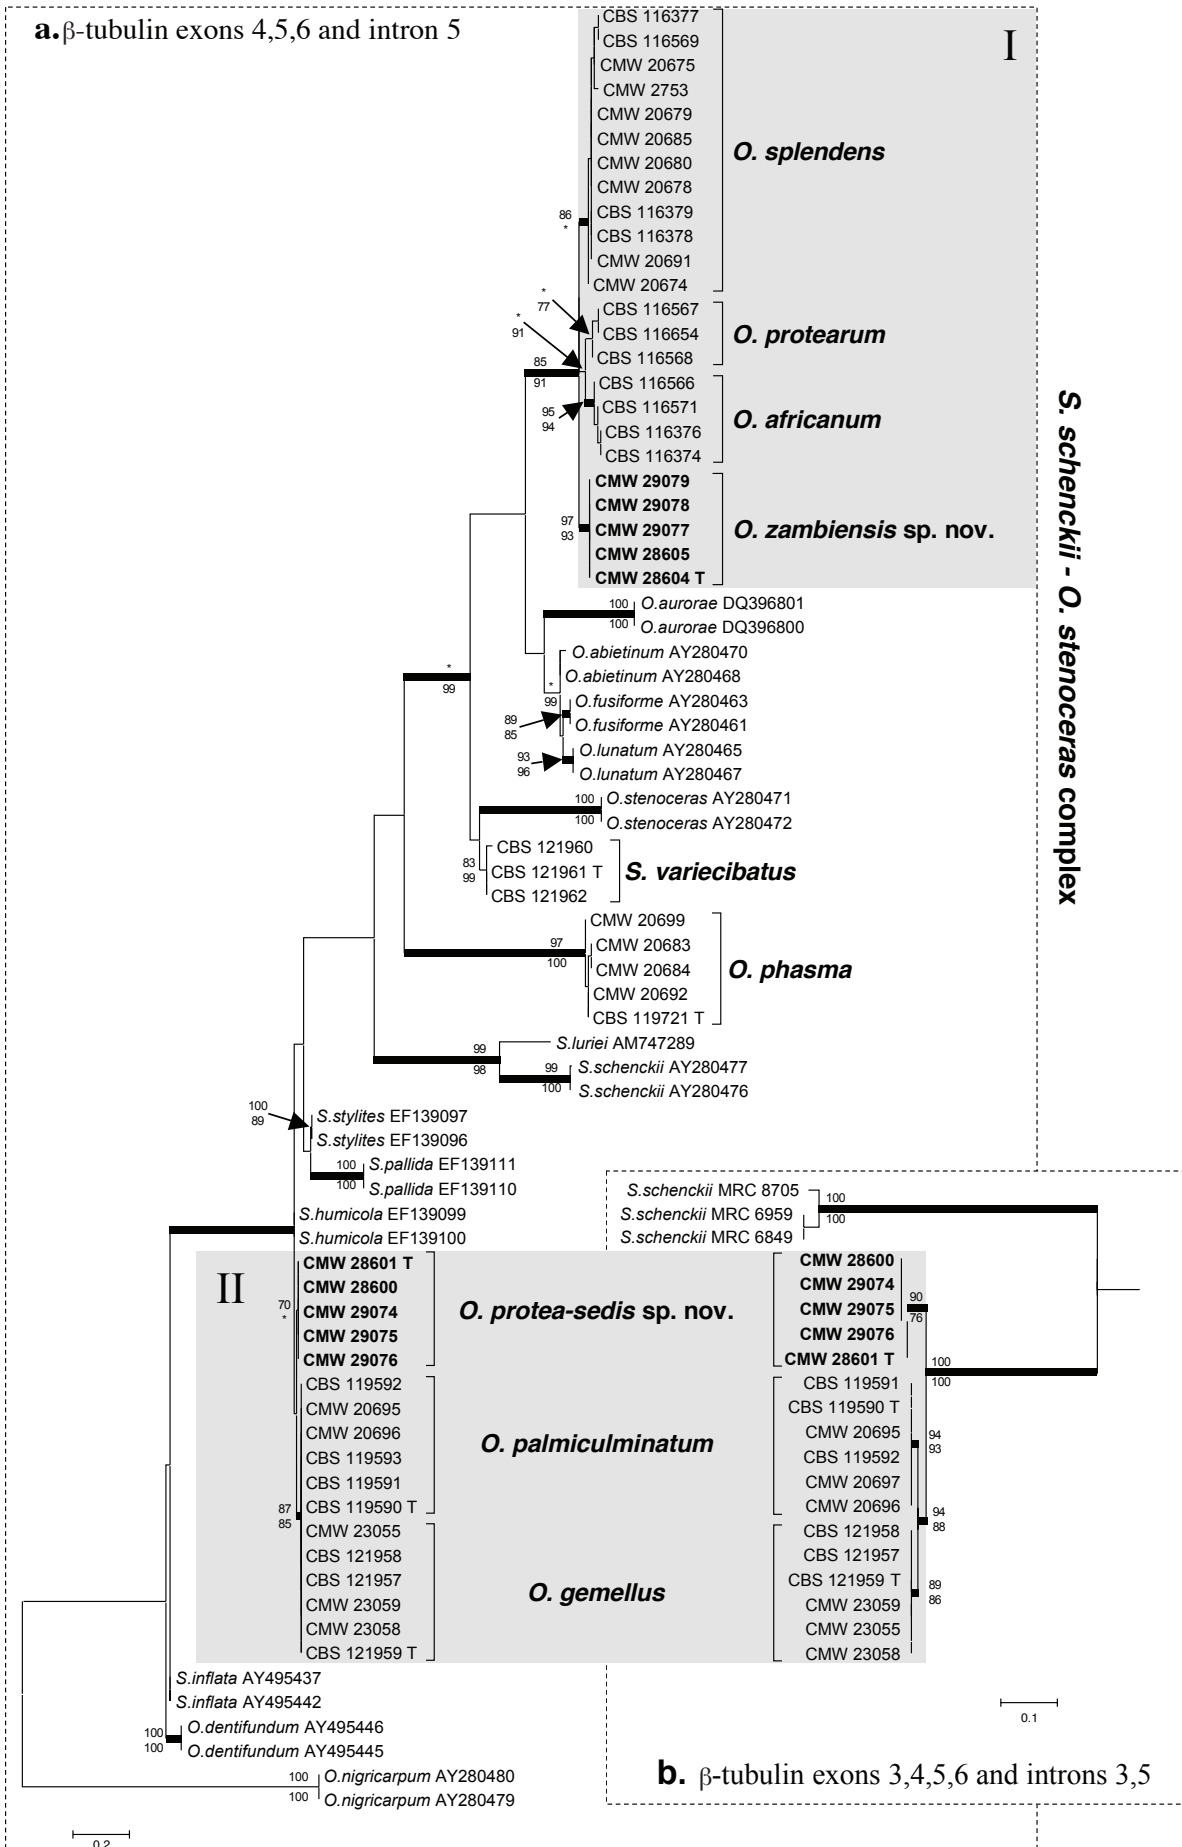 a. β-tubulin exons 4,5,6 and intron 5
I
CBS 116377
CBS 116569
CMW 20675
CMW 2753
CMW 20679
CMW 20685
CMW 20680
CMW 20678
CBS 116379
CBS 116378
CMW 20691
CMW 20674
O. splendens
86
*
CBS 116567
CBS 116654
CBS 116568
O. protearum
*
77
*
91
85
91
CBS 116566
CBS 116571
CBS 116376
CBS 116374
O. africanum
95
94
CMW 29079
CMW 29078
CMW 29077
CMW 28605
CMW 28604 T
O. zambiensis sp. nov.
97
93
S. schenckii - O. stenoceras complex
100
100
O.aurorae DQ396801
O.aurorae DQ396800
O.abietinum AY280470
O.abietinum AY280468
*
99
*
99
O.fusiforme AY280463
O.fusiforme AY280461
89
85
O.lunatum AY280465
O.lunatum AY280467
93
96
O.stenoceras AY280471
O.stenoceras AY280472
100
100
CBS 121960
CBS 121961 T
CBS 121962
S. variecibatus
83
99
CMW 20699
CMW 20683
CMW 20684
CMW 20692
CBS 119721 T
O. phasma
97
100
S.luriei AM747289
99
98
S.schenckii AY280477
S.schenckii AY280476
99
100
S.stylites EF139097
S.stylites EF139096
100
89
S.pallida EF139111
S.pallida EF139110
100
100
S.humicola EF139099
S.humicola EF139100
II
CMW 28601 T
CMW 28600
CMW 29074
CMW 29075
CMW 29076
70
*
O. protea-sedis sp. nov.
CBS 119592
CMW 20695
CMW 20696
CBS 119593
CBS 119591
CBS 119590 T
O. palmiculminatum
87
85
CMW 23055
CBS 121958
CBS 121957
CMW 23059
CMW 23058
CBS 121959 T
O. gemellus
S.inflata AY495437
S.inflata AY495442
O.dentifundum AY495446
O.dentifundum AY495445
100
100
O.nigricarpum AY280480
O.nigricarpum AY280479
100
100
0.2
S.schenckii MRC 8705
S.schenckii MRC 6959
S.schenckii MRC 6849
100
100
CMW 28600
CMW 29074
CMW 29075
CMW 29076
CMW 28601 T
90
76
100
100
CBS 119591
CBS 119590 T
CMW 20695
CBS 119592
CMW 20697
CMW 20696
94
93
94
88
CBS 121958
CBS 121957
CBS 121959 T
CMW 23059
CMW 23055
CMW 23058
89
86
0.1
b. β-tubulin exons 3,4,5,6 and introns 3,5